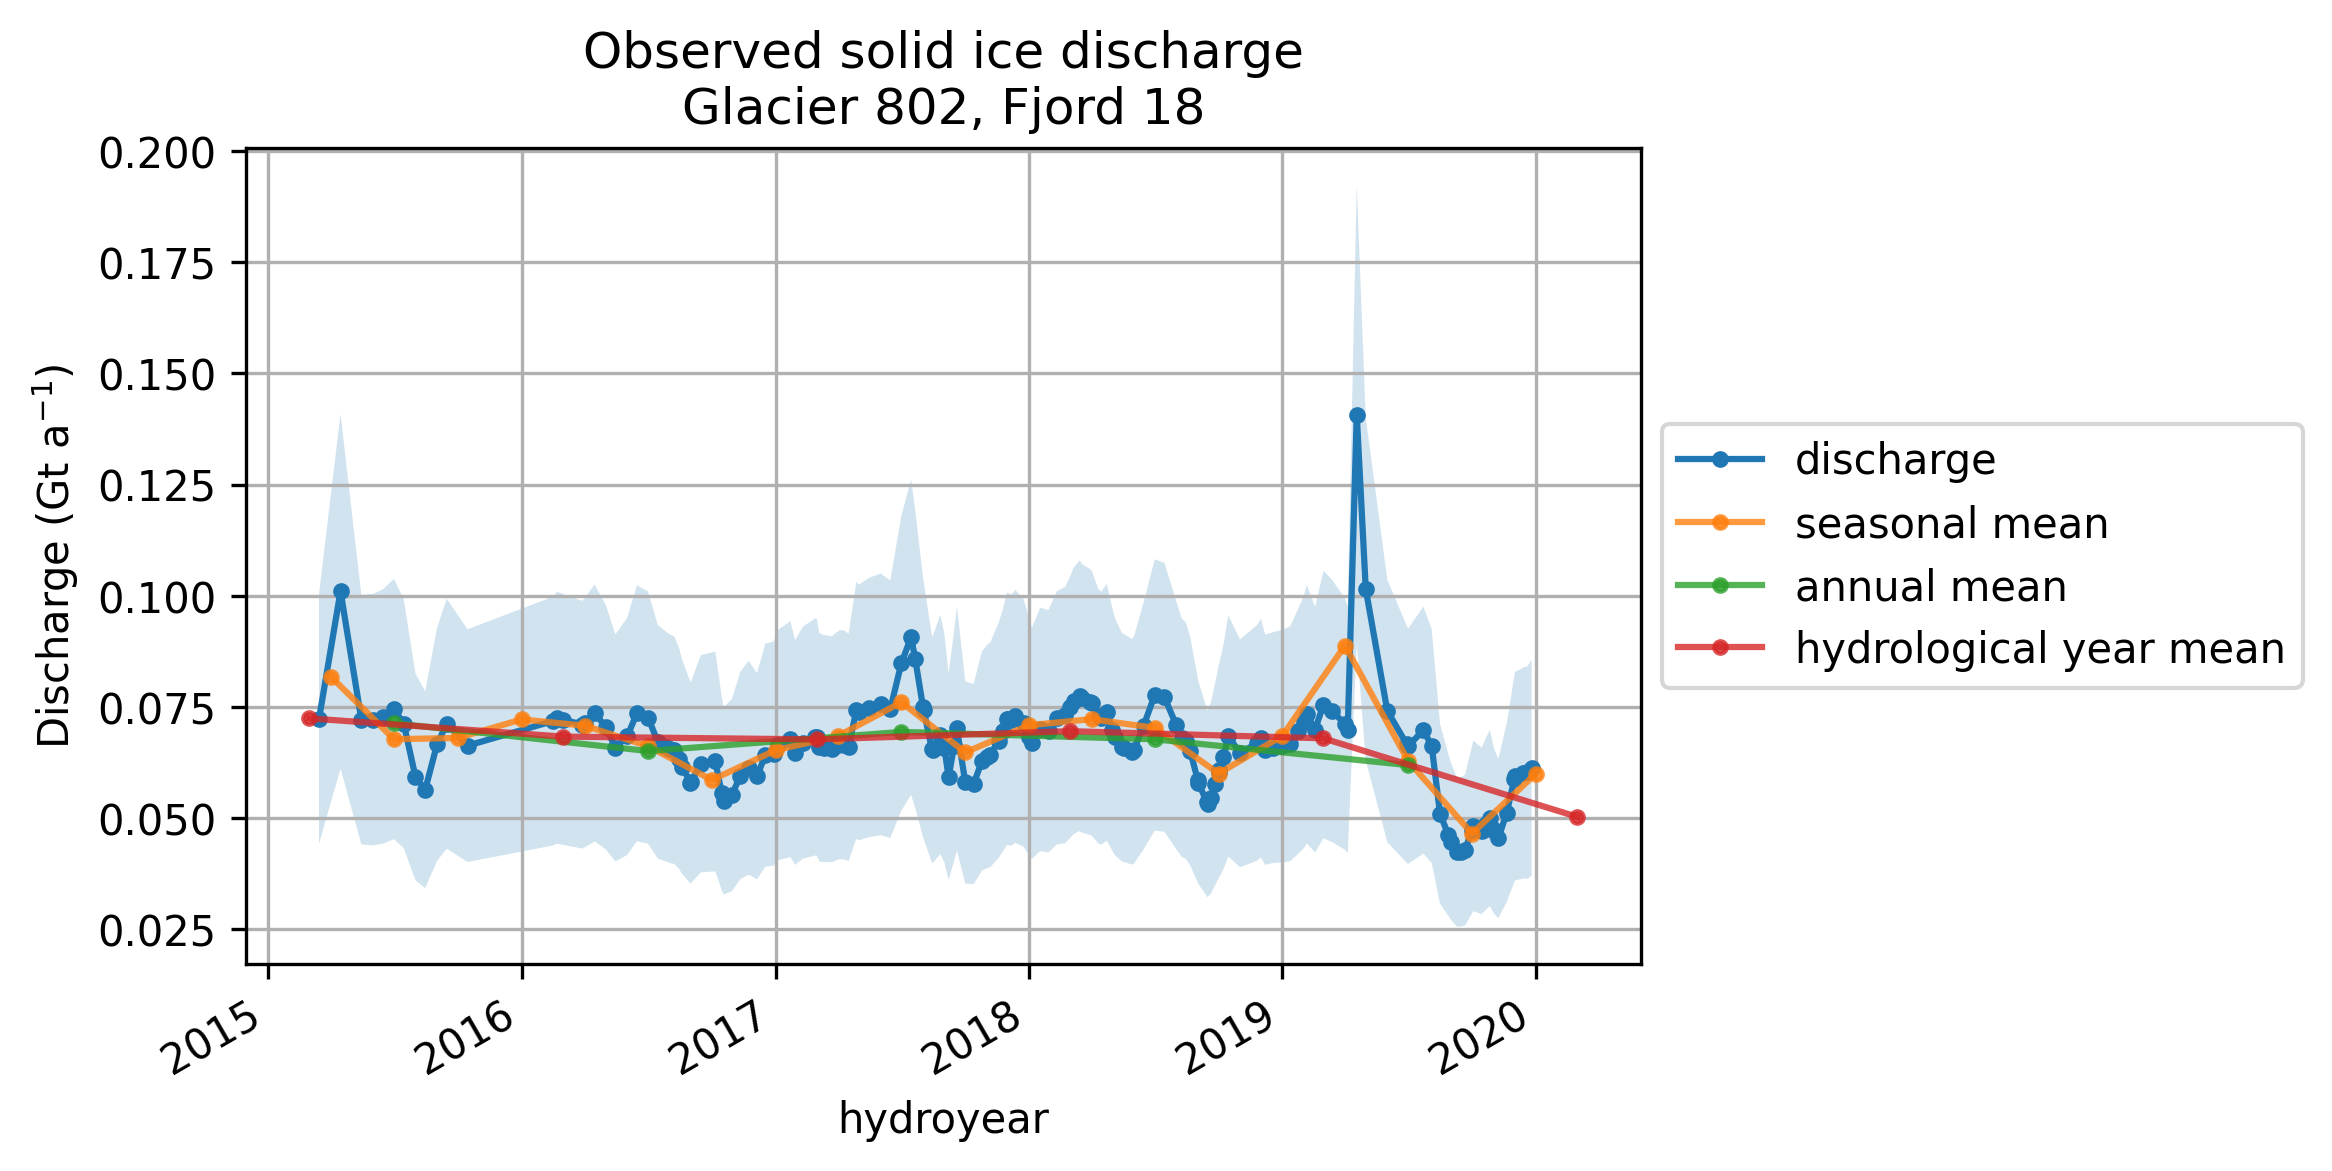 Observed solid ice discharge
Glacier 802, Fjord 18
0.200
0.175
0.150
0.125
0.100
0.075
0.050
0.025
Discharge (Gt a⁻¹)
2015
2016
2017
2018
2019
2020
hydroyear
discharge
seasonal mean
annual mean
hydrological year mean